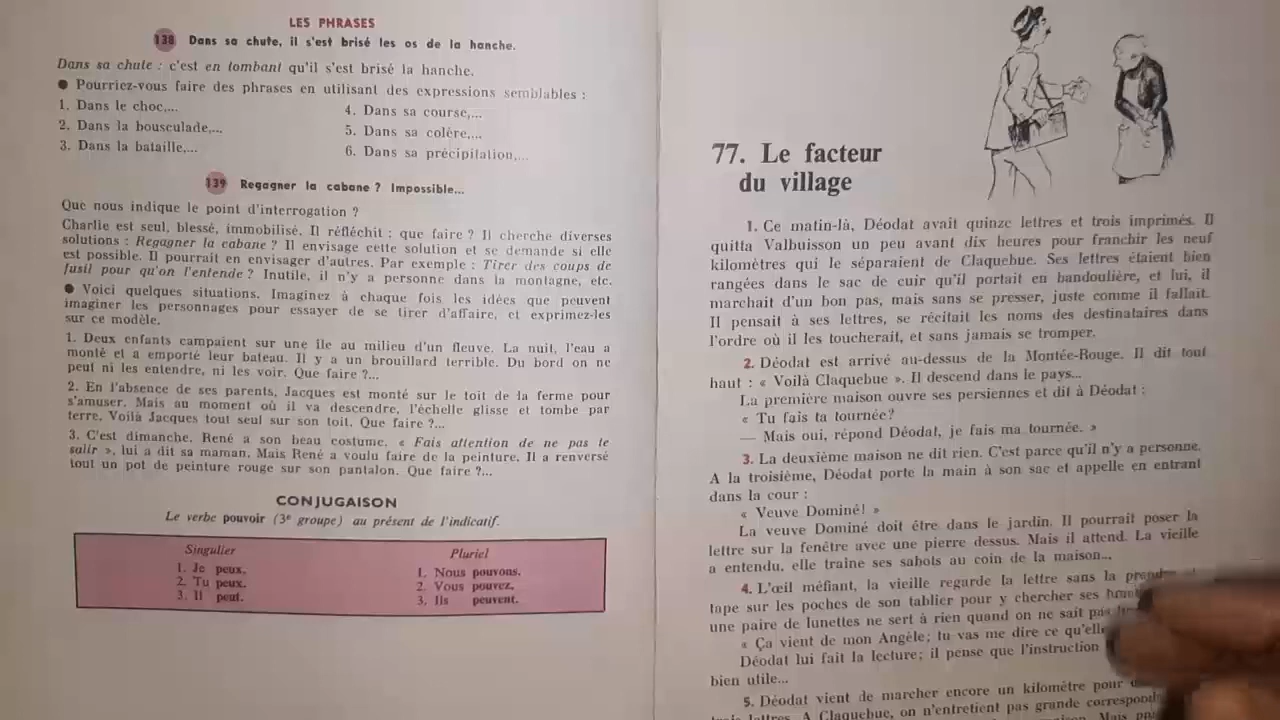 LES PHRASES
138 Dans sa chute, il s'est brisé les os de la hanche.
Dans sa chute : c'est en tombant qu'il s'est brisé la hanche.
● Pourriez-vous faire des phrases en utilisant des expressions semblables :
1. Dans le choc,...
2. Dans la bousculade,...
3. Dans la bataille,...
4. Dans sa course,...
5. Dans sa colère,...
6. Dans sa précipitation,...
139 Regagner la cabane ? Impossible...
Que nous indique le point d'interrogation ?
Charlie est seul, blessé, immobilisé. Il réfléchit : que faire ? Il cherche diverses
solutions : Regagner la cabane ? Il envisage cette solution et se demande si elle
est possible. Il pourrait en envisager d'autres. Par exemple : Tirer des coups de
fusil pour qu'on l'entende ? Inutile, il n'y a personne dans la montagne, etc.
● Voici quelques situations. Imaginez à chaque fois les idées que peuvent
imaginer les personnages pour essayer de se tirer d'affaire, et exprimez-les
sur ce modèle.
1. Deux enfants campaient sur une île au milieu d'un fleuve. La nuit, l'eau a
monté et a emporté leur bateau. Il y a un brouillard terrible. Du bord on ne
peut ni les entendre, ni les voir. Que faire ?...
2. En l'absence de ses parents, Jacques est monté sur le toit de la ferme pour
s'amuser. Mais au moment où il va descendre, l'échelle glisse et tombe par
terre. Voilà Jacques tout seul sur son toit. Que faire ?...
3. C'est dimanche. René a son beau costume. « Fais attention de ne pas te
salir », lui a dit sa maman. Mais René a voulu faire de la peinture. Il a renversé
tout un pot de peinture rouge sur son pantalon. Que faire ?...
CONJUGAISON
Le verbe pouvoir (3e groupe) au présent de l'indicatif.
Singulier
1. Je peux.
2. Tu peux.
3. Il peut.
Pluriel
1. Nous pouvons.
2. Vous pouvez.
3. Ils peuvent.
77. Le facteur
du village
1. Ce matin-là, Déodat avait quinze lettres et trois imprimés. Il
quitta Valbuisson un peu avant dix heures pour franchir les neuf
kilomètres qui le séparaient de Claquebue. Ses lettres étaient bien
rangées dans le sac de cuir qu'il portait en bandoulière, et lui, il
marchait d'un bon pas, mais sans se presser, juste comme il fallait.
Il pensait à ses lettres, se récitait les noms des destinataires dans
l'ordre où il les toucherait, et sans jamais se tromper.
2. Déodat est arrivé au-dessus de la Montée-Rouge. Il dit tout
haut : « Voilà Claquebue ». Il descend dans le pays...
La première maison ouvre ses persiennes et dit à Déodat :
« Tu fais ta tournée?
— Mais oui, répond Déodat, je fais ma tournée. »
3. La deuxième maison ne dit rien. C'est parce qu'il n'y a personne.
A la troisième, Déodat porte la main à son sac et appelle en entrant
dans la cour :
« Veuve Dominé! »
La veuve Dominé doit être dans le jardin. Il pourrait poser la
lettre sur la fenêtre avec une pierre dessus. Mais il attend. La vieille
a entendu, elle traîne ses sabots au coin de la maison...
4. L'œil méfiant, la vieille regarde la lettre sans la
tape sur les poches de son tablier pour y chercher ses
une paire de lunettes ne sert à rien quand on ne sait pas
« Ça vient de mon Angèle; tu vas me dire ce
Déodat lui fait la lecture; il pense que l'instruction
bien utile...
5. Déodat vient de marcher encore un kilomètre pour
lettres. A Claquebue, on n'entretient pas grande